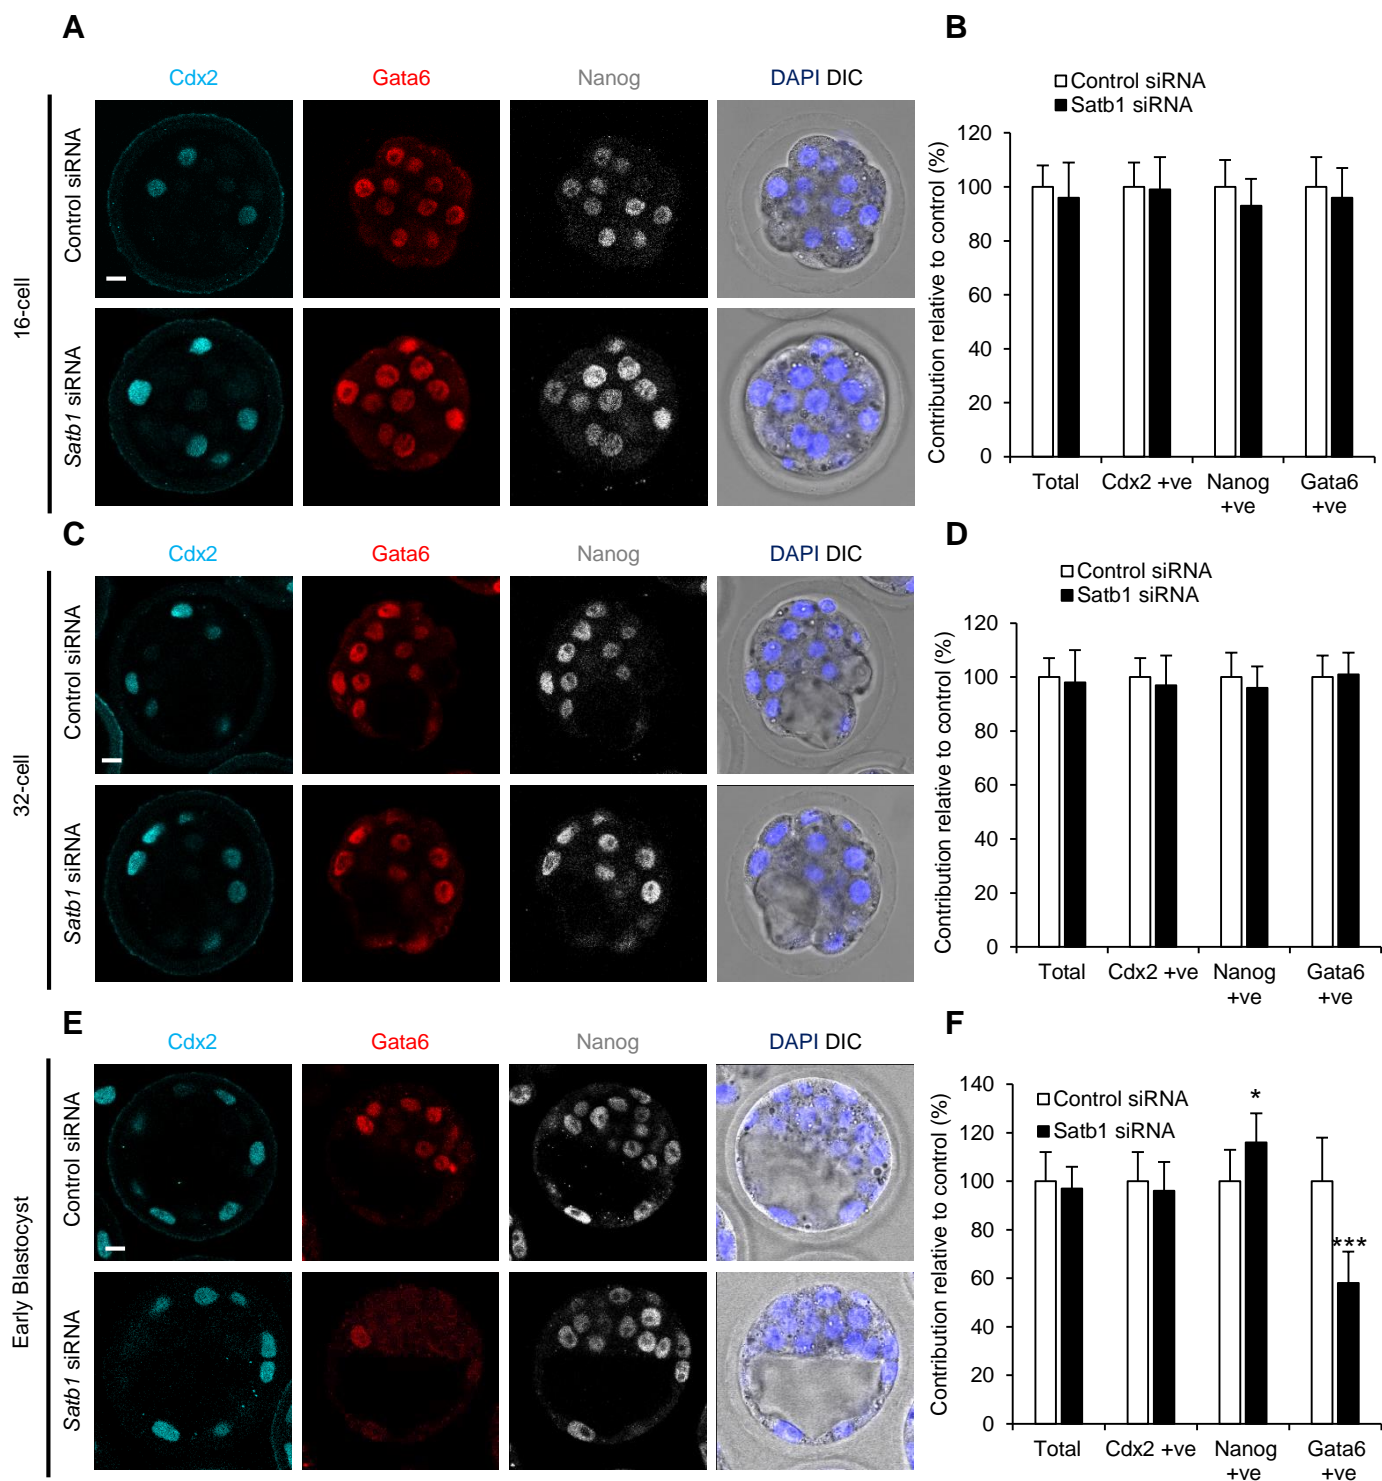 A
B
Cdx2
Gata6
Nanog
DAPI DIC
16-cell
Control siRNA
Satb1 siRNA
Control siRNA
Satb1 siRNA
Contribution relative to control (%)
120
100
80
60
40
20
0
Total
Cdx2 +ve
Nanog
+ve
Gata6
+ve
C
D
Cdx2
Gata6
Nanog
DAPI DIC
32-cell
Control siRNA
Satb1 siRNA
Control siRNA
Satb1 siRNA
Contribution relative to control (%)
120
100
80
60
40
20
0
Total
Cdx2 +ve
Nanog
+ve
Gata6
+ve
E
F
Cdx2
Gata6
Nanog
DAPI DIC
Early Blastocyst
Control siRNA
Satb1 siRNA
Control siRNA
Satb1 siRNA
Contribution relative to control (%)
140
120
100
80
60
40
20
0
*
***
Total
Cdx2 +ve
Nanog
+ve
Gata6
+ve